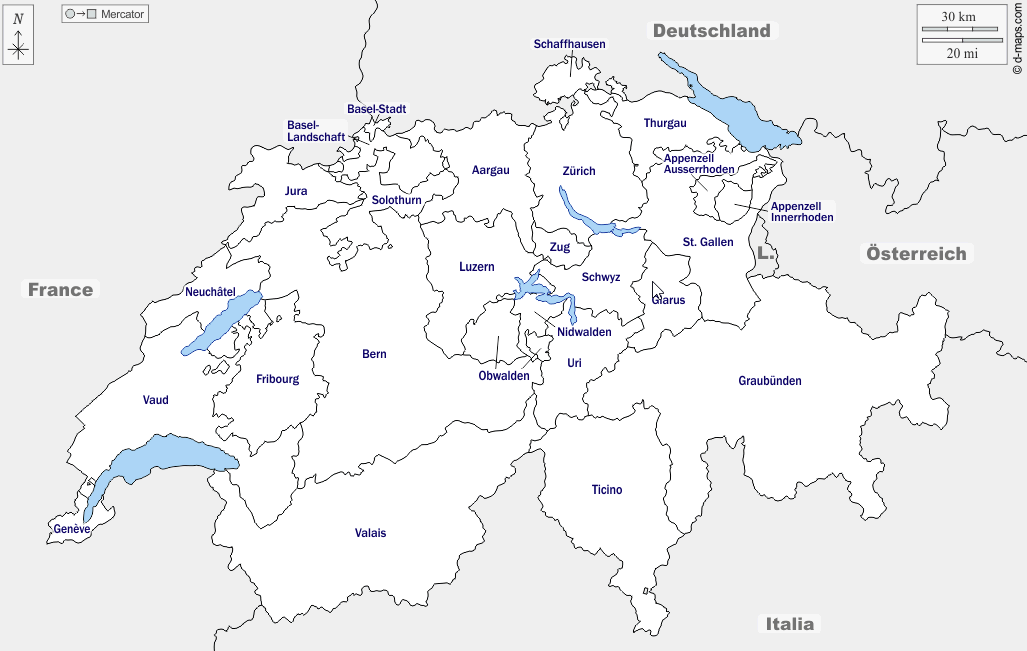 N
Mercator
30 km
20 mi
© d-maps.com
Deutschland
Schaffhausen
Basel-Stadt
Basel-
Landschaft
Thurgau
Appenzell
Ausserrhoden
Aargau
Zürich
Jura
Solothurn
Appenzell
Innerrhoden
Zug
St. Gallen
L.
Österreich
Luzern
Schwyz
France
Neuchâtel
Glarus
Nidwalden
Bern
Uri
Obwalden
Fribourg
Graubünden
Vaud
Ticino
Genève
Valais
Italia